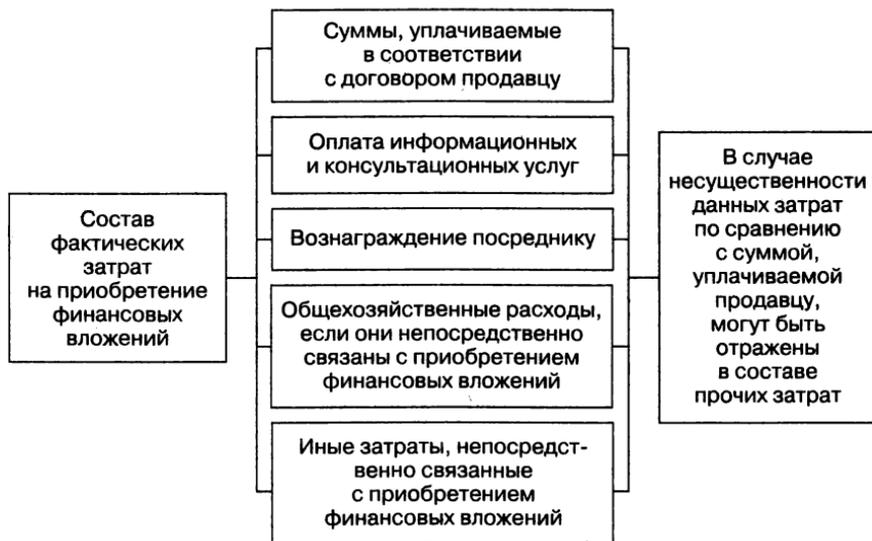 Состав
фактических
затрат
на приобретение
финансовых
вложений
Суммы, уплачиваемые
в соответствии
с договором продавцу
Оплата информационных
и консультационных услуг
Вознаграждение посреднику
Общехозяйственные расходы,
если они непосредственно
связаны с приобретением
финансовых вложений
Иные затраты, непосредст-
венно связанные
с приобретением
финансовых вложений
В случае
несущественности
данных затрат
по сравнению
с суммой,
уплачиваемой
продавцу,
могут быть
отражены
в составе
прочих затрат